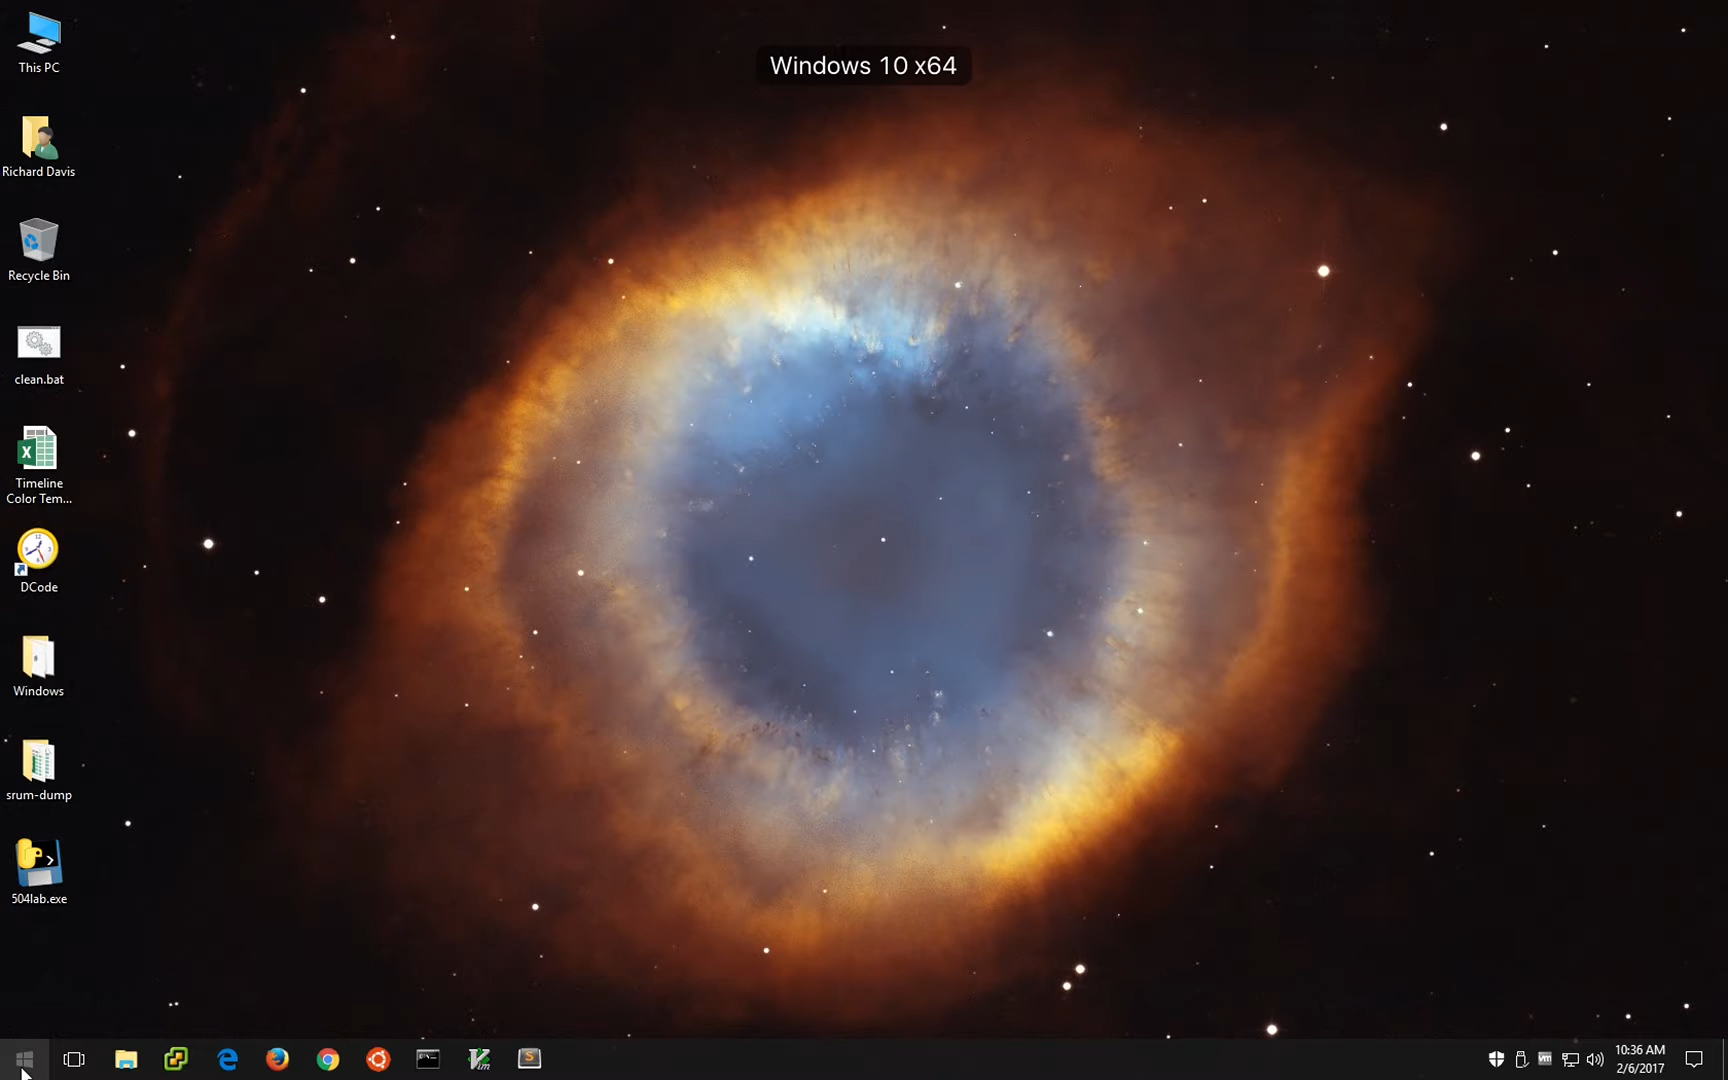 Windows 10 x64
This PC
Richard Davis
Recycle Bin
clean.bat
Timeline
Color Tem...
DCode
Windows
srum-dump
504lab.exe
10:36 AM
2/6/2017